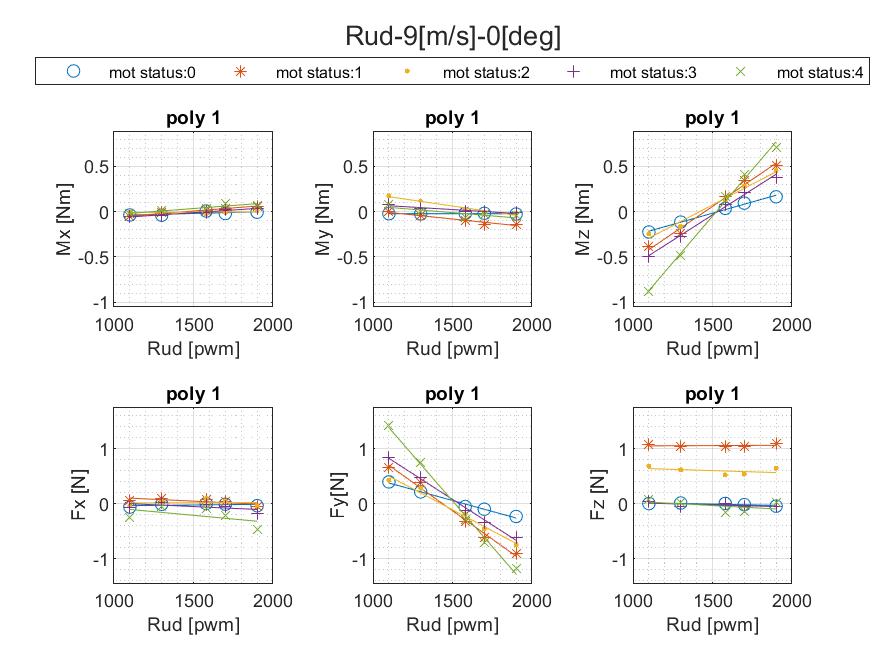 Rud-9[m/s]-0[deg]
mot status:0 mot status:1 mot status:2 mot status:3 mot status:4
poly 1 poly 1 poly 1
0.5 0.5 0.5
0 0 0
-0.5 -0.5 -0.5
-1 -1 -1
Mx [Nm] My [Nm] Mz [Nm]
1000 1500 2000 1000 1500 2000 1000 1500 2000
Rud [pwm] Rud [pwm] Rud [pwm]
poly 1 poly 1 poly 1
1 1 1
0 0 0
-1 -1 -1
Fx [N] Fy[N] Fz [N]
1000 1500 2000 1000 1500 2000 1000 1500 2000
Rud [pwm] Rud [pwm] Rud [pwm]